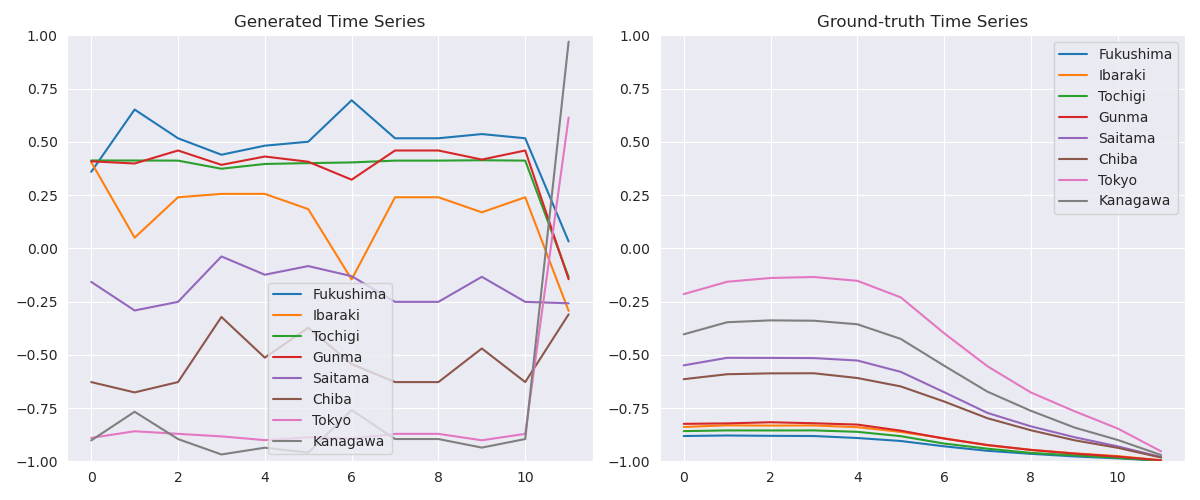 Generated Time Series
1.00
0.75
0.50
0.25
0.00
−0.25
−0.50
−0.75
−1.00
0 2 4 6 8 10
Fukushima
Ibaraki
Tochigi
Gunma
Saitama
Chiba
Tokyo
Kanagawa
Ground-truth Time Series
1.00
0.75
0.50
0.25
0.00
−0.25
−0.50
−0.75
−1.00
0 2 4 6 8 10
Fukushima
Ibaraki
Tochigi
Gunma
Saitama
Chiba
Tokyo
Kanagawa